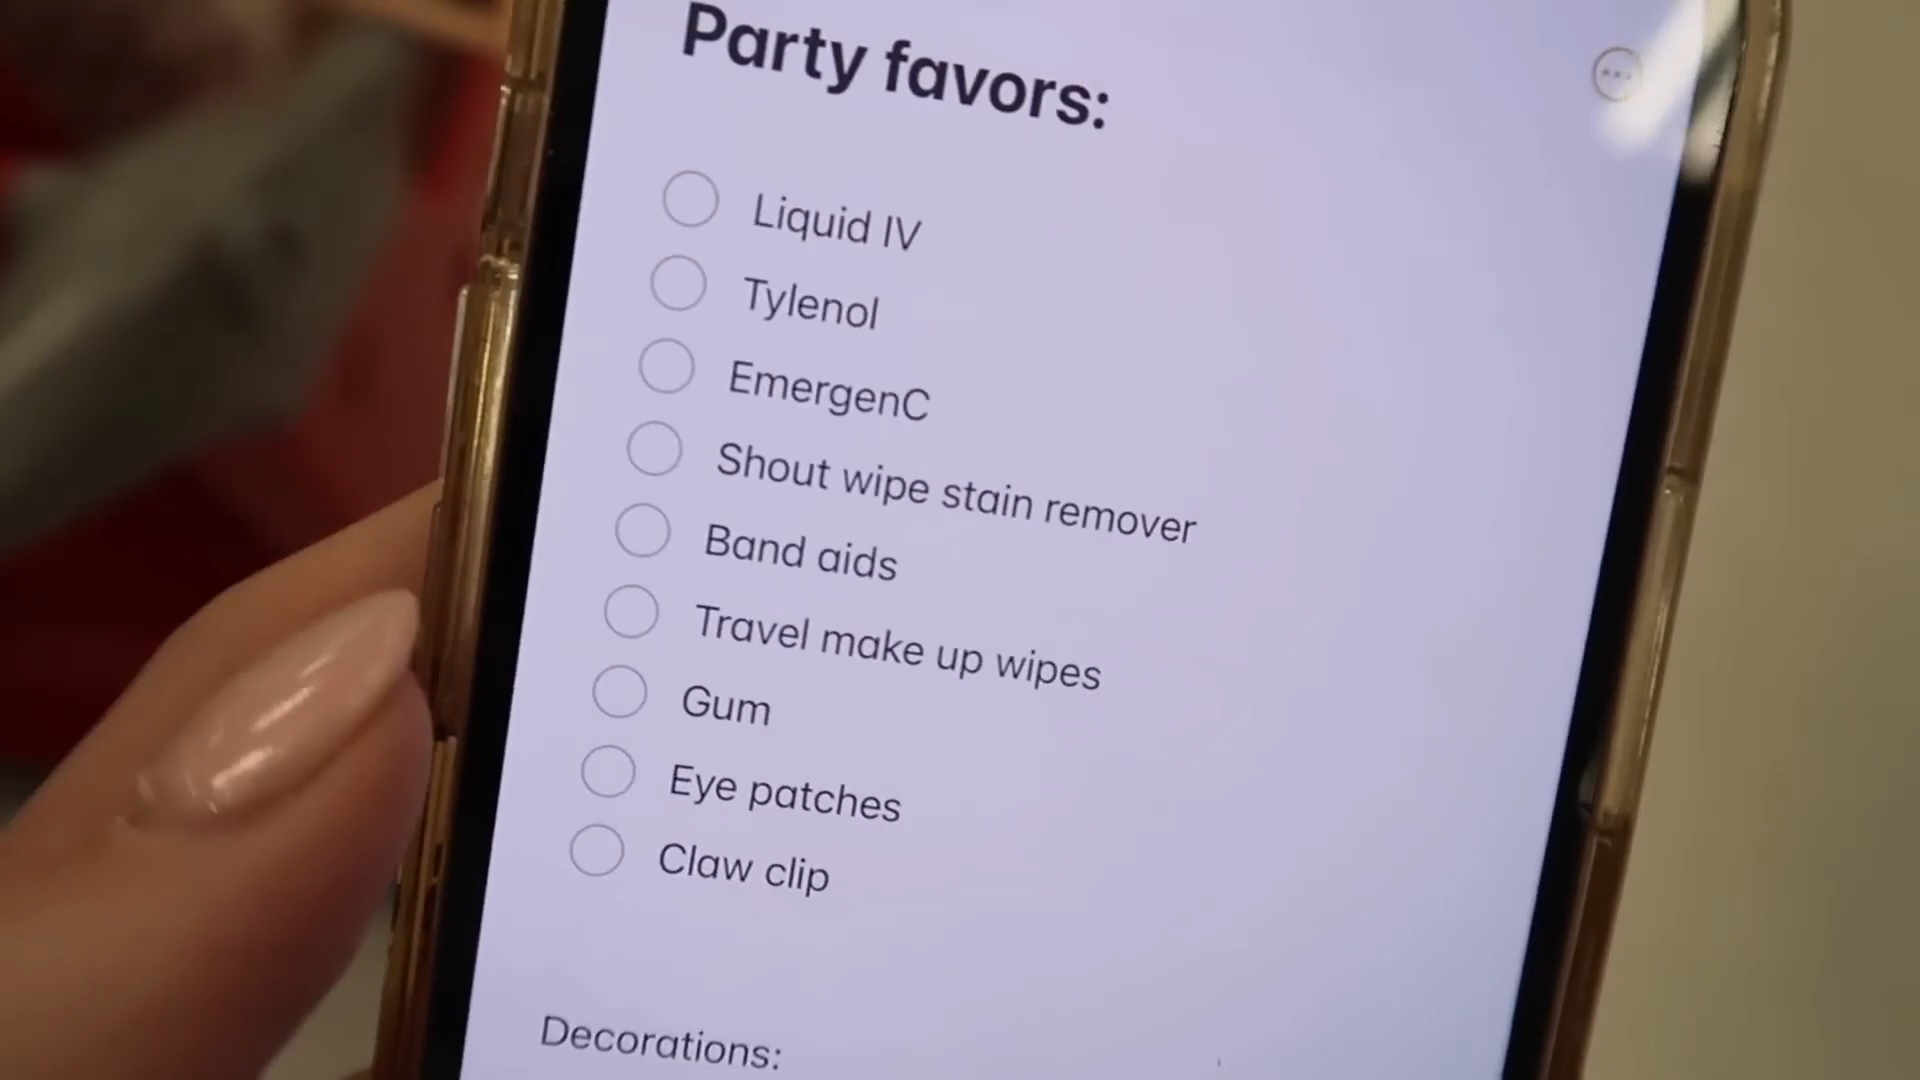 Party favors:
Liquid IV
Tylenol
EmergenC
Shout wipe stain remover
Band aids
Travel make up wipes
Gum
Eye patches
Claw clip
Decorations: